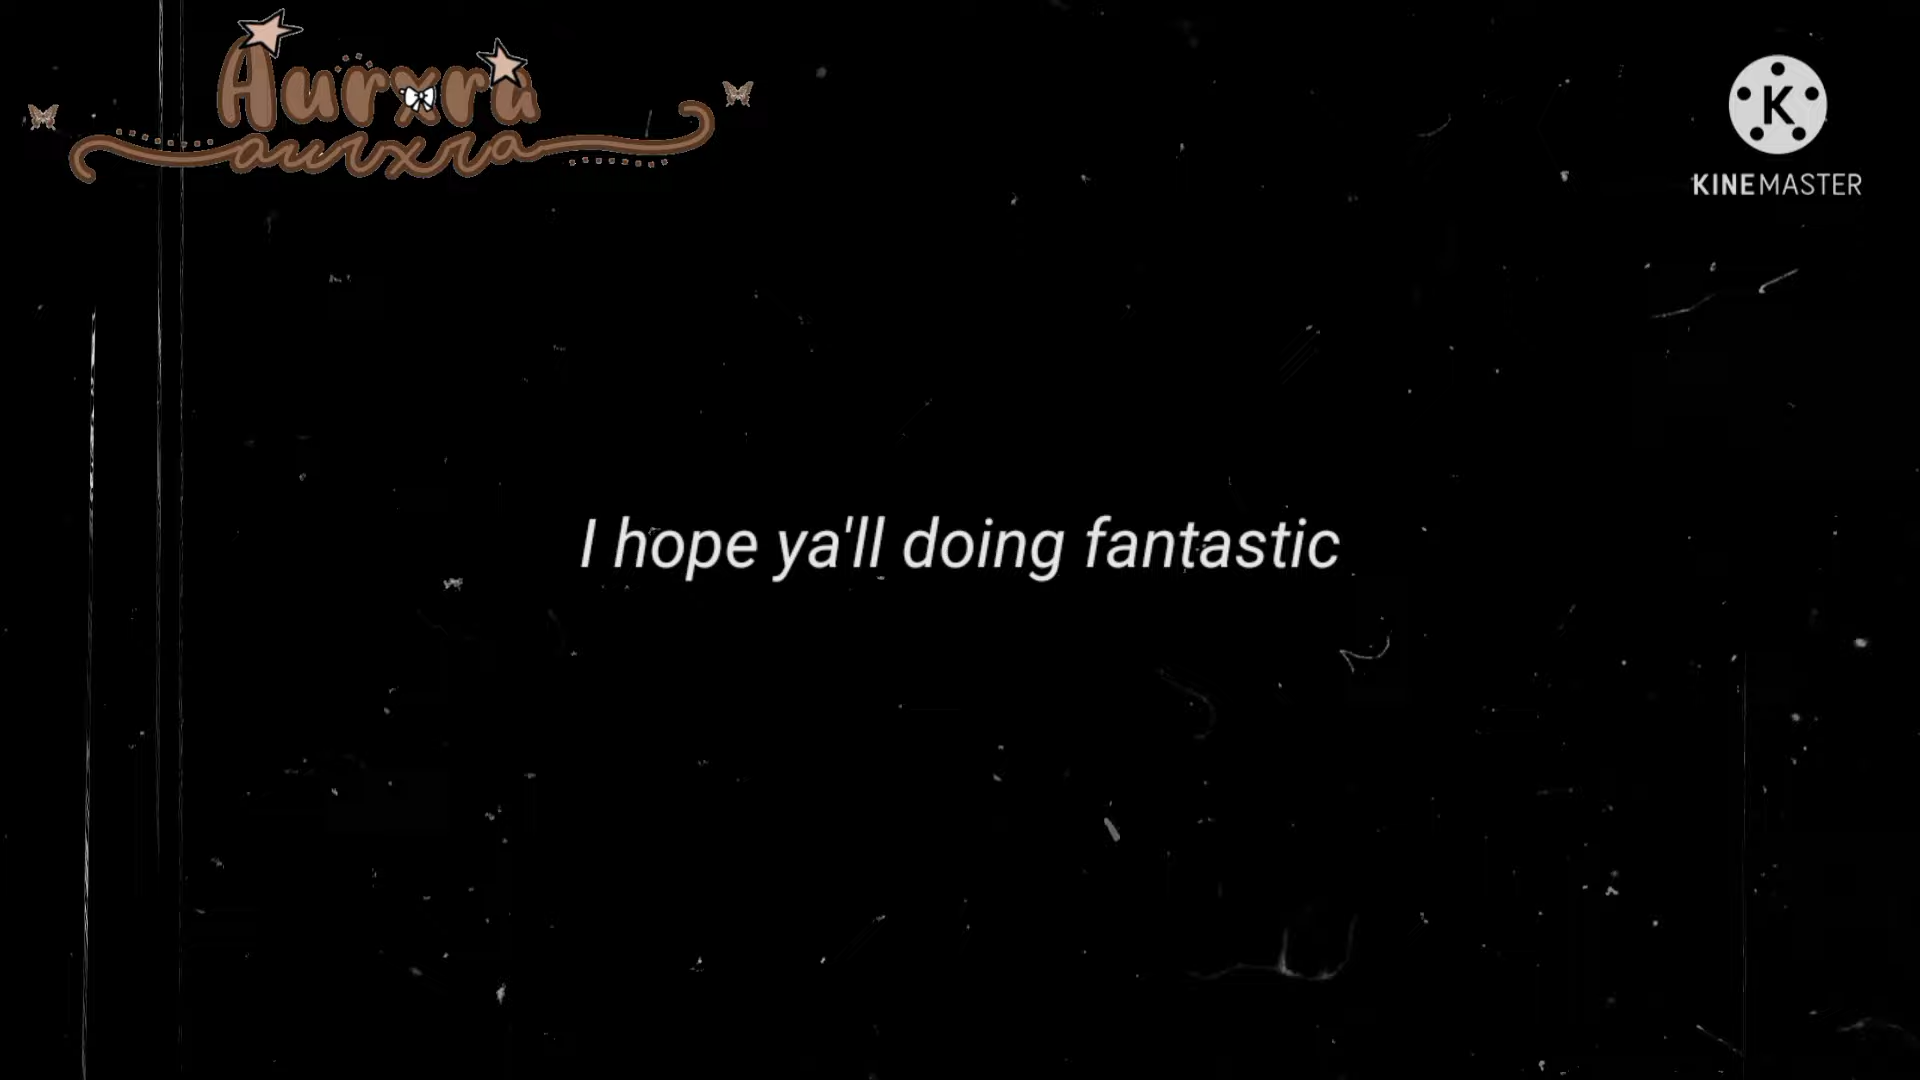 Aurxra
aurxra
K
KINEMASTER
I hope ya'll doing fantastic